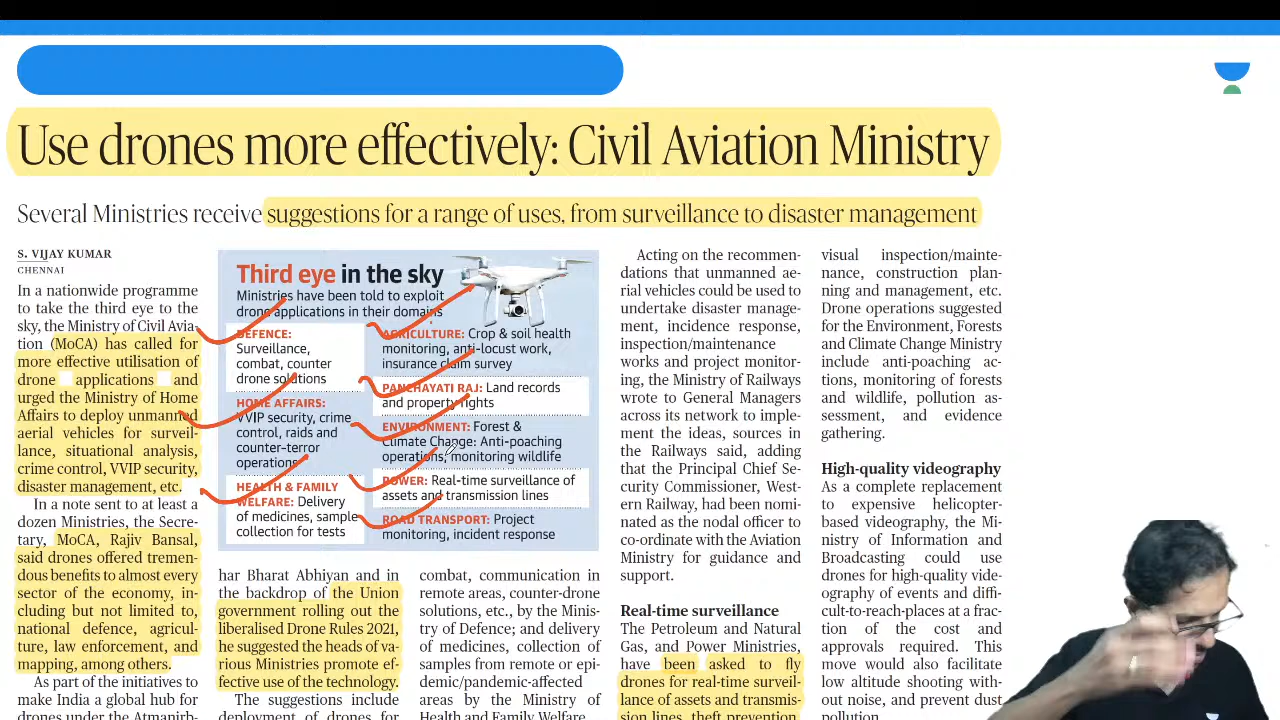 Use drones more effectively: Civil Aviation Ministry
Several Ministries receive suggestions for a range of uses, from surveillance to disaster management
S. VIJAY KUMAR
CHENNAI
In a nationwide programme
to take the third eye to the
sky, the Ministry of Civil Avia-
tion (MoCA) has called for
more effective utilisation of
drone applications and
urged the Ministry of Home
Affairs to deploy unmanned
aerial vehicles for surveil-
lance, situational analysis,
crime control, VVIP security,
disaster management, etc.
In a note sent to at least a
dozen Ministries, the Secre-
tary, MoCA, Rajiv Bansal,
said drones offered tremen-
dous benefits to almost every
sector of the economy, in-
cluding but not limited to,
national defence, agricul-
ture, law enforcement, and
mapping, among others.
As part of the initiatives to
make India a global hub for
drones under the Atmanirb-
Third eye in the sky
Ministries have been told to exploit
drone applications in their domains
DEFENCE:
Surveillance,
combat, counter
drone solutions
HOME AFFAIRS:
VVIP security, crime
control, raids and
counter-terror
operations
HEALTH & FAMILY
WELFARE: Delivery
of medicines, sample
collection for tests
AGRICULTURE: Crop & soil health
monitoring, anti-locust work,
insurance claim survey
PANCHAYATI RAJ: Land records
and property rights
ENVIRONMENT: Forest &
Climate Change: Anti-poaching
operations, monitoring wildlife
POWER: Real-time surveillance of
assets and transmission lines
ROAD TRANSPORT: Project
monitoring, incident response
har Bharat Abhiyan and in
the backdrop of the Union
government rolling out the
liberalised Drone Rules 2021,
he suggested the heads of va-
rious Ministries promote ef-
fective use of the technology.
The suggestions include
deployment of drones for
combat, communication in
remote areas, counter-drone
solutions, etc., by the Minis-
try of Defence; and delivery
of medicines, collection of
samples from remote or epi-
demic/pandemic-affected
areas by the Ministry of
Health and Family Welfare.
Acting on the recommen-
dations that unmanned ae-
rial vehicles could be used to
undertake disaster manage-
ment, incidence response,
inspection/maintenance
works and project monitor-
ing, the Ministry of Railways
wrote to General Managers
across its network to imple-
ment the ideas, sources in
the Railways said, adding
that the Principal Chief Se-
curity Commissioner, West-
ern Railway, had been nomi-
nated as the nodal officer to
co-ordinate with the Aviation
Ministry for guidance and
support.
Real-time surveillance
The Petroleum and Natural
Gas, and Power Ministries,
have been asked to fly
drones for real-time surveil-
lance of assets and transmis-
sion lines, theft prevention,
visual inspection/mainte-
nance, construction plan-
ning and management, etc.
Drone operations suggested
for the Environment, Forests
and Climate Change Ministry
include anti-poaching ac-
tions, monitoring of forests
and wildlife, pollution as-
sessment, and evidence
gathering.
High-quality videography
As a complete replacement
to expensive helicopter-
based videography, the Mi-
nistry of Information and
Broadcasting could use
drones for high-quality vide-
ography of events and diffi-
cult-to-reach-places at a frac-
tion of the cost and
approvals required. This
move would also facilitate
low altitude shooting with-
out noise, and prevent dust
pollution.